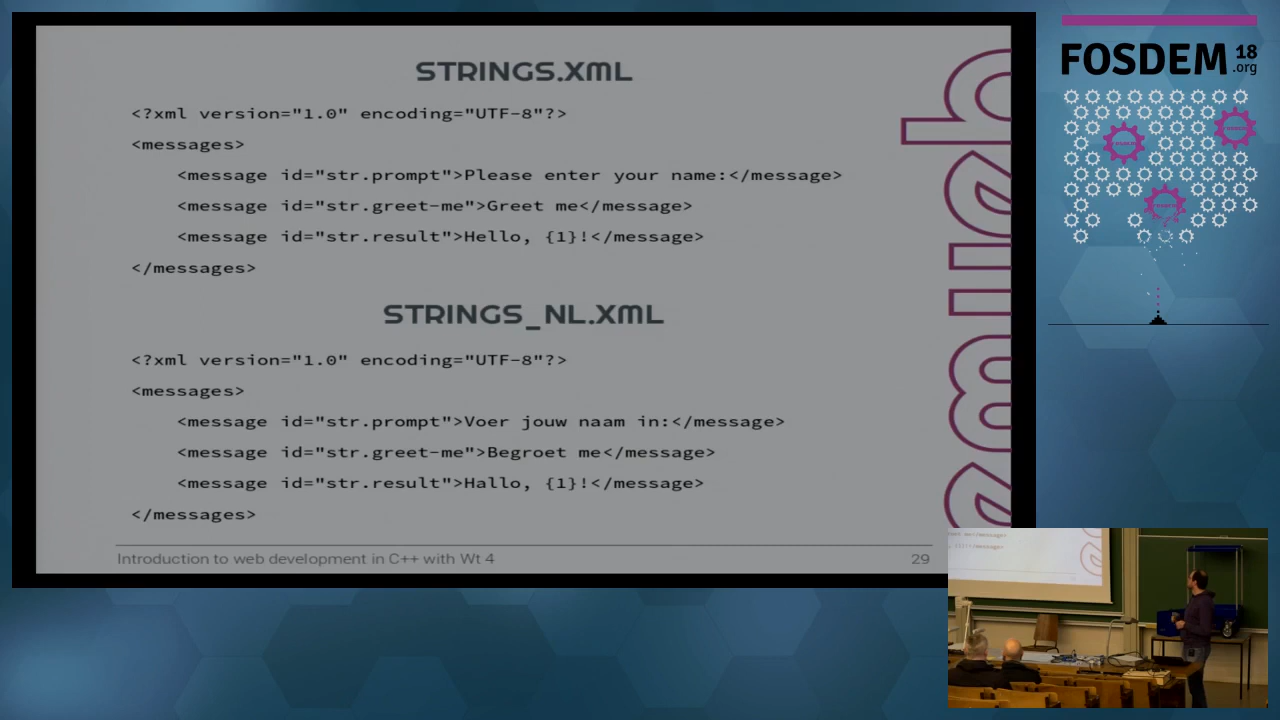 STRINGS.XML
<?xml version="1.0" encoding="UTF-8"?>
<messages>
<message id="str.prompt">Please enter your name:</message>
<message id="str.greet-me">Greet me</message>
<message id="str.result">Hello, {1}!</message>
</messages>
STRINGS_NL.XML
<?xml version="1.0" encoding="UTF-8"?>
<messages>
<message id="str.prompt">Voer jouw naam in:</message>
<message id="str.greet-me">Begroet me</message>
<message id="str.result">Hallo, {1}!</message>
</messages>
Introduction to web development in C++ with Wt 4
29
FOSDEM 18
.org